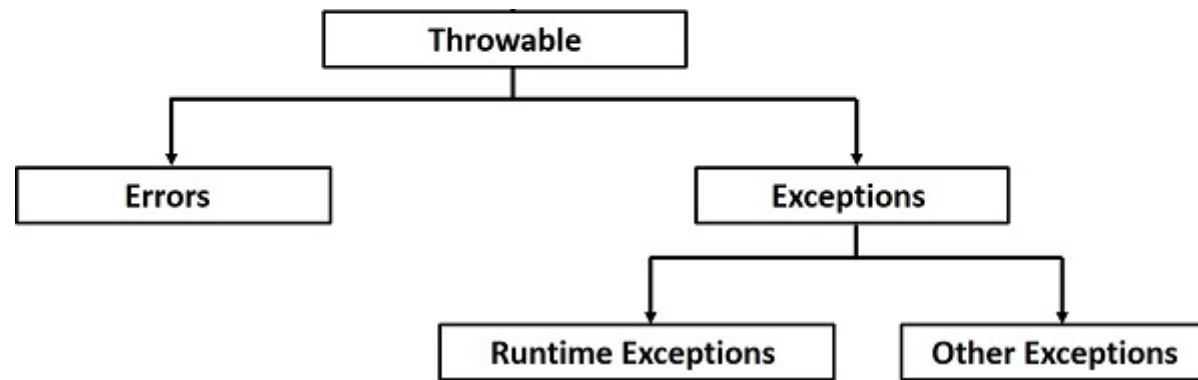 Throwable
Errors
Exceptions
Runtime Exceptions
Other Exceptions